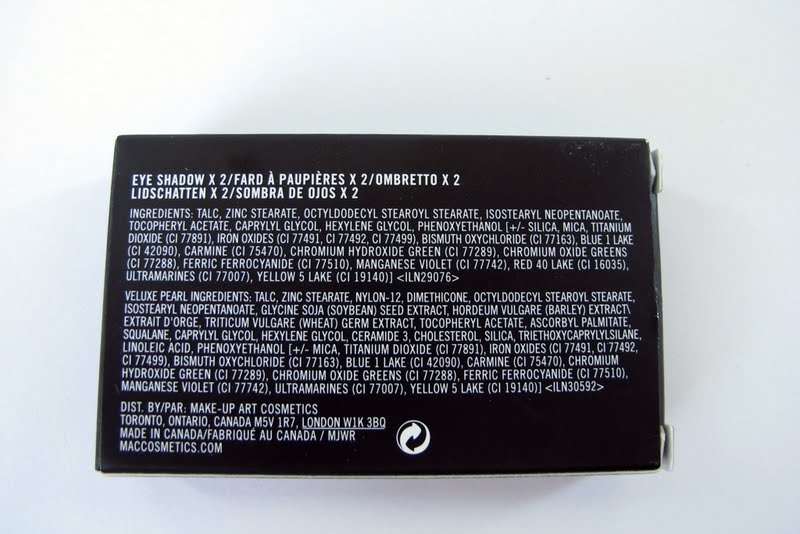 EYE SHADOW X 2/FARD À PAUPIÈRES X 2/OMBRETTO X 2
LIDSCHATTEN X 2/SOMBRA DE OJOS X 2
INGREDIENTS: TALC, ZINC STEARATE, OCTYLDODECYL STEAROYL STEARATE, ISOSTEARYL NEOPENTANOATE,
TOCOPHERYL ACETATE, CAPRYLYL GLYCOL, HEXYLENE GLYCOL, PHENOXYETHANOL [+/- SILICA, MICA, TITANIUM
DIOXIDE (CI 77891), IRON OXIDES (CI 77491, CI 77492, CI 77499), BISMUTH OXYCHLORIDE (CI 77163), BLUE 1 LAKE
(CI 42090), CARMINE (CI 75470), CHROMIUM HYDROXIDE GREEN (CI 77289), CHROMIUM OXIDE GREENS
(CI 77288), FERRIC FERROCYANIDE (CI 77510), MANGANESE VIOLET (CI 77742), RED 40 LAKE (CI 16035),
ULTRAMARINES (CI 77007), YELLOW 5 LAKE (CI 19140)] <ILN29076>
VELUXE PEARL INGREDIENTS: TALC, ZINC STEARATE, NYLON-12, DIMETHICONE, OCTYLDODECYL STEAROYL STEARATE,
ISOSTEARYL NEOPENTANOATE, GLYCINE SOJA (SOYBEAN) SEED EXTRACT, HORDEUM VULGARE (BARLEY) EXTRACT\
EXTRAIT D'ORGE, TRITICUM VULGARE (WHEAT) GERM EXTRACT, TOCOPHERYL ACETATE, ASCORBYL PALMITATE,
SQUALANE, CAPRYLYL GLYCOL, HEXYLENE GLYCOL, CERAMIDE 3, CHOLESTEROL, SILICA, TRIETHOXYCAPRYLYLSILANE,
LINOLEIC ACID, PHENOXYETHANOL [+/- MICA, TITANIUM DIOXIDE (CI 77891), IRON OXIDES (CI 77491, CI 77492,
CI 77499), BISMUTH OXYCHLORIDE (CI 77163), BLUE 1 LAKE (CI 42090), CARMINE (CI 75470), CHROMIUM
HYDROXIDE GREEN (CI 77289), CHROMIUM OXIDE GREENS (CI 77288), FERRIC FERROCYANIDE (CI 77510),
MANGANESE VIOLET (CI 77742), ULTRAMARINES (CI 77007), YELLOW 5 LAKE (CI 19140)] <ILN30592>
DIST. BY/PAR: MAKE-UP ART COSMETICS
TORONTO, ONTARIO, CANADA M5V 1R7, LONDON W1K 3BQ
MADE IN CANADA/FABRIQUÉ AU CANADA / MJWR
MACCOSMETICS.COM